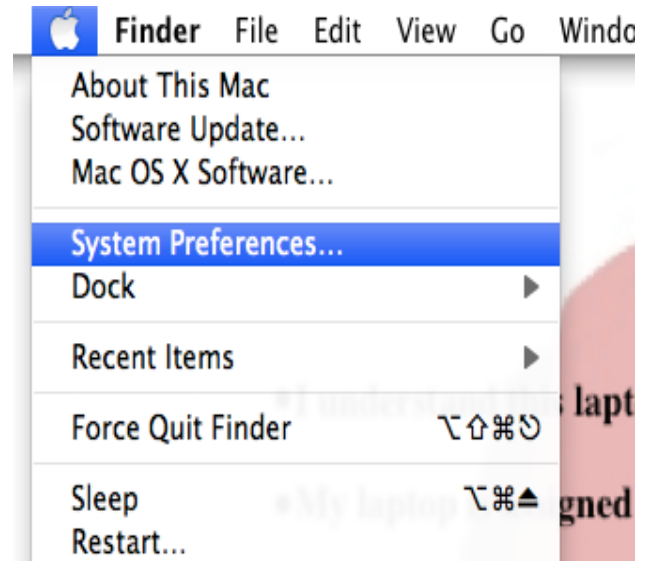 Finder File Edit View Go Windo
About This Mac
Software Update...
Mac OS X Software...
System Preferences...
Dock
Recent Items
•I understand this lapt
Force Quit Finder ⌥⇧⌘⎋
Sleep ⌥⌘⏏
•My laptop gned
Restart...